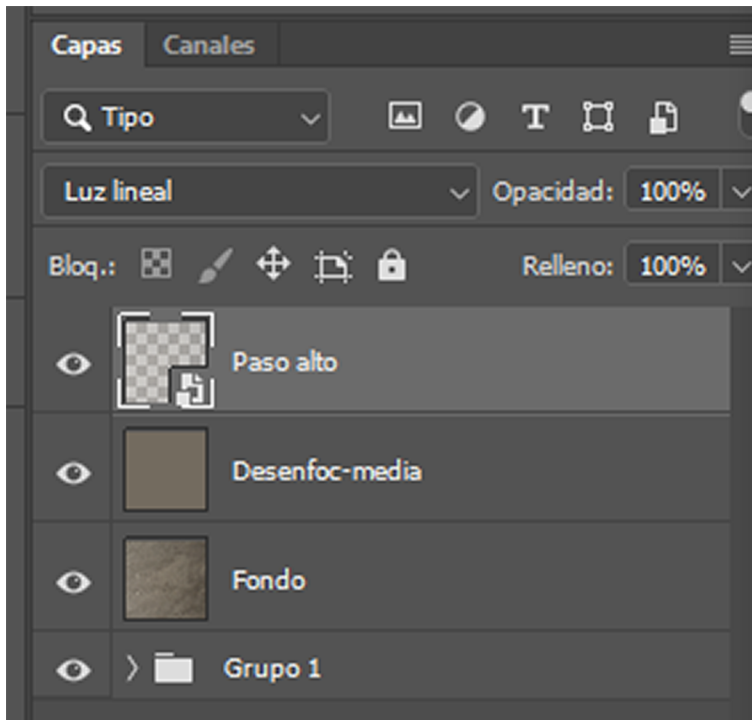 Capas Canales
Tipo
Luz lineal Opacidad: 100%
Bloq.: Relleno: 100%
Paso alto
Desenfoc-media
Fondo
Grupo 1